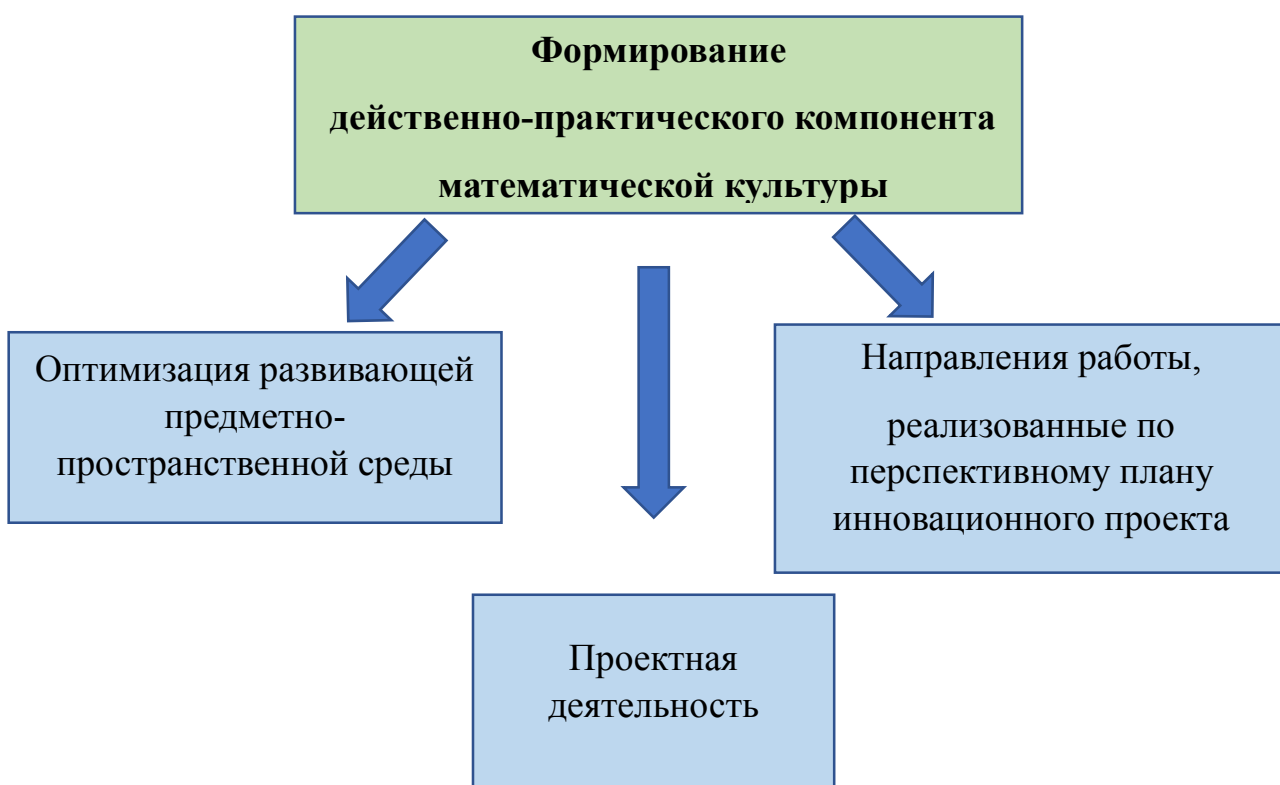 Формирование
действенно-практического компонента
математической культуры
Оптимизация развивающей
предметно-
пространственной среды
Направления работы,
реализованные по
перспективному плану
инновационного проекта
Проектная
деятельность